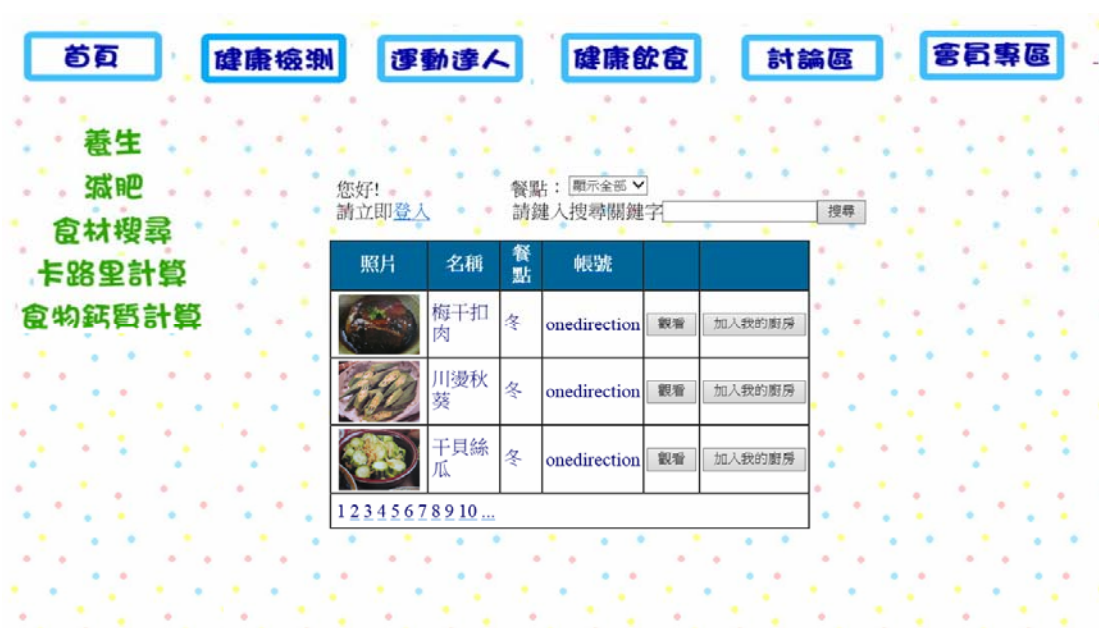 首頁 健康檢測 運動達人 健康飲食 討論區 會員專區
養生
減肥
食材搜尋
卡路里計算
食物鈣質計算
您好! 餐點：顯示全部
請立即登入 請鍵入搜尋關鍵字 搜尋
照片 名稱 餐點 帳號
梅干扣肉 冬 onedirection 觀看 加入我的廚房
川燙秋葵 冬 onedirection 觀看 加入我的廚房
干貝絲瓜 冬 onedirection 觀看 加入我的廚房
1 2 3 4 5 6 7 8 9 10 ...